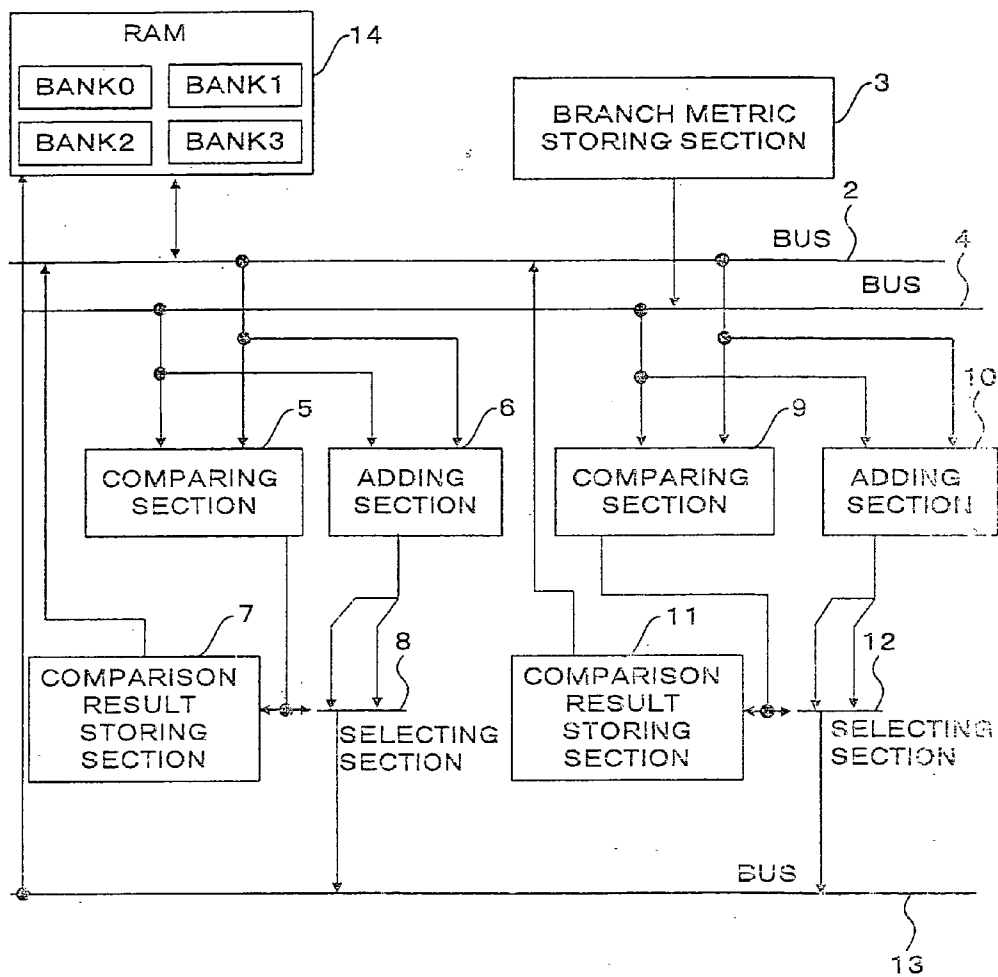 RAM
14
BANK0 BANK1
BANK2 BANK3
3
BRANCH METRIC
STORING SECTION
2
BUS
4
BUS
5
6
9
10
COMPARING
SECTION
ADDING
SECTION
COMPARING
SECTION
ADDING
SECTION
7
8
11
12
COMPARISON
RESULT
STORING
SECTION
SELECTING
SECTION
COMPARISON
RESULT
STORING
SECTION
SELECTING
SECTION
BUS
13